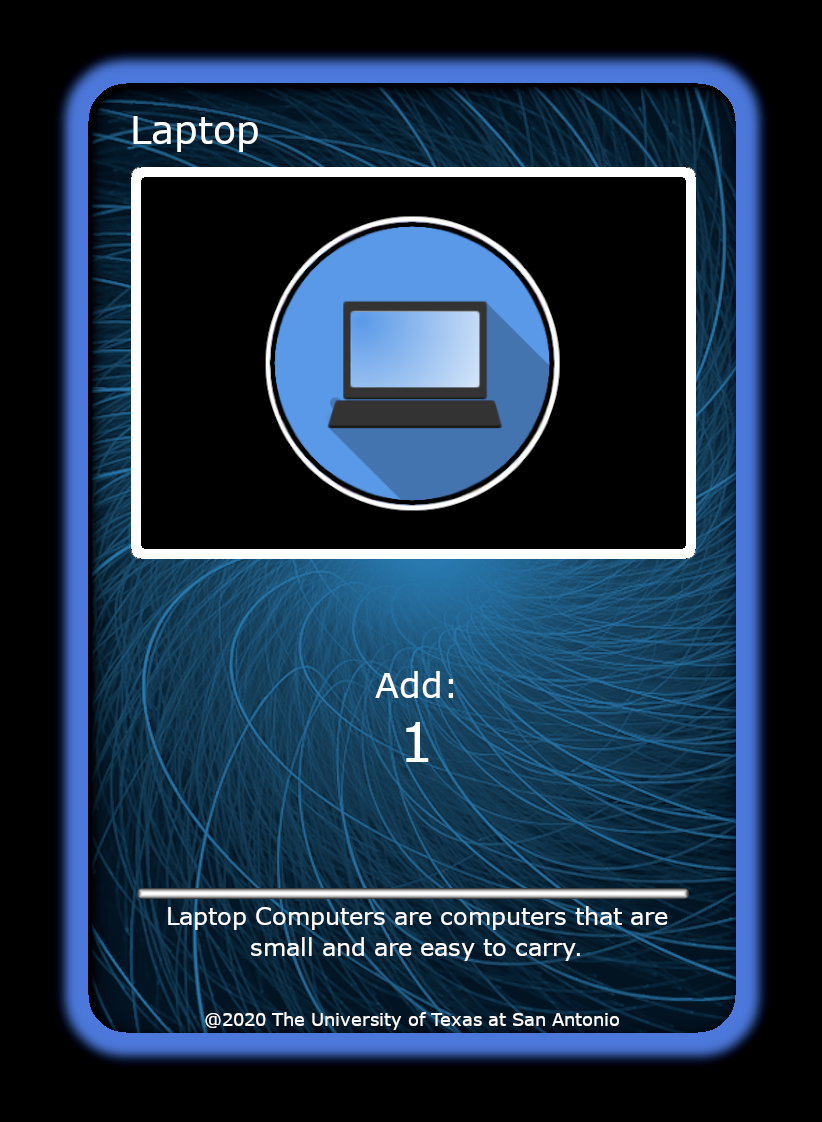 Laptop
Add:
1
Laptop Computers are computers that are
small and are easy to carry.
@2020 The University of Texas at San Antonio